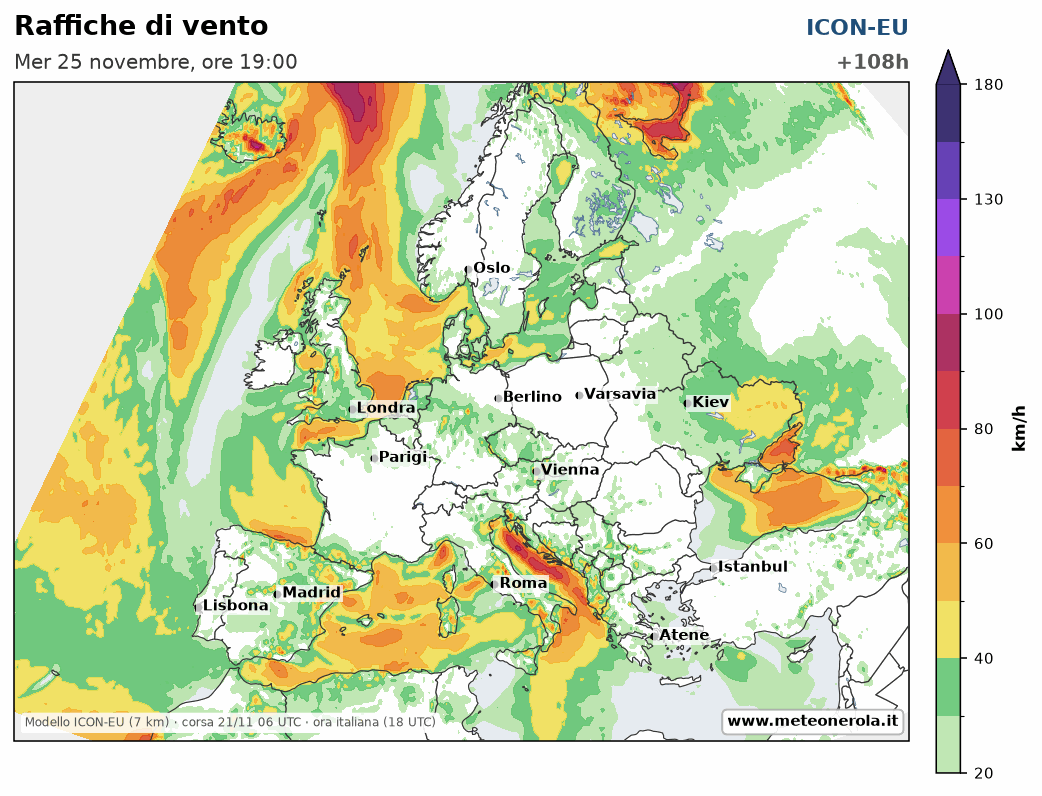 Raffiche di vento
ICON-EU
Mer 25 novembre, ore 19:00
+108h
180
130
100
80
60
40
20
km/h
Oslo
Londra
Berlino
Varsavia
Kiev
Parigi
Vienna
Istanbul
Roma
Madrid
Lisbona
Atene
Modello ICON-EU (7 km) · corsa 21/11 06 UTC · ora italiana (18 UTC)
www.meteonerola.it